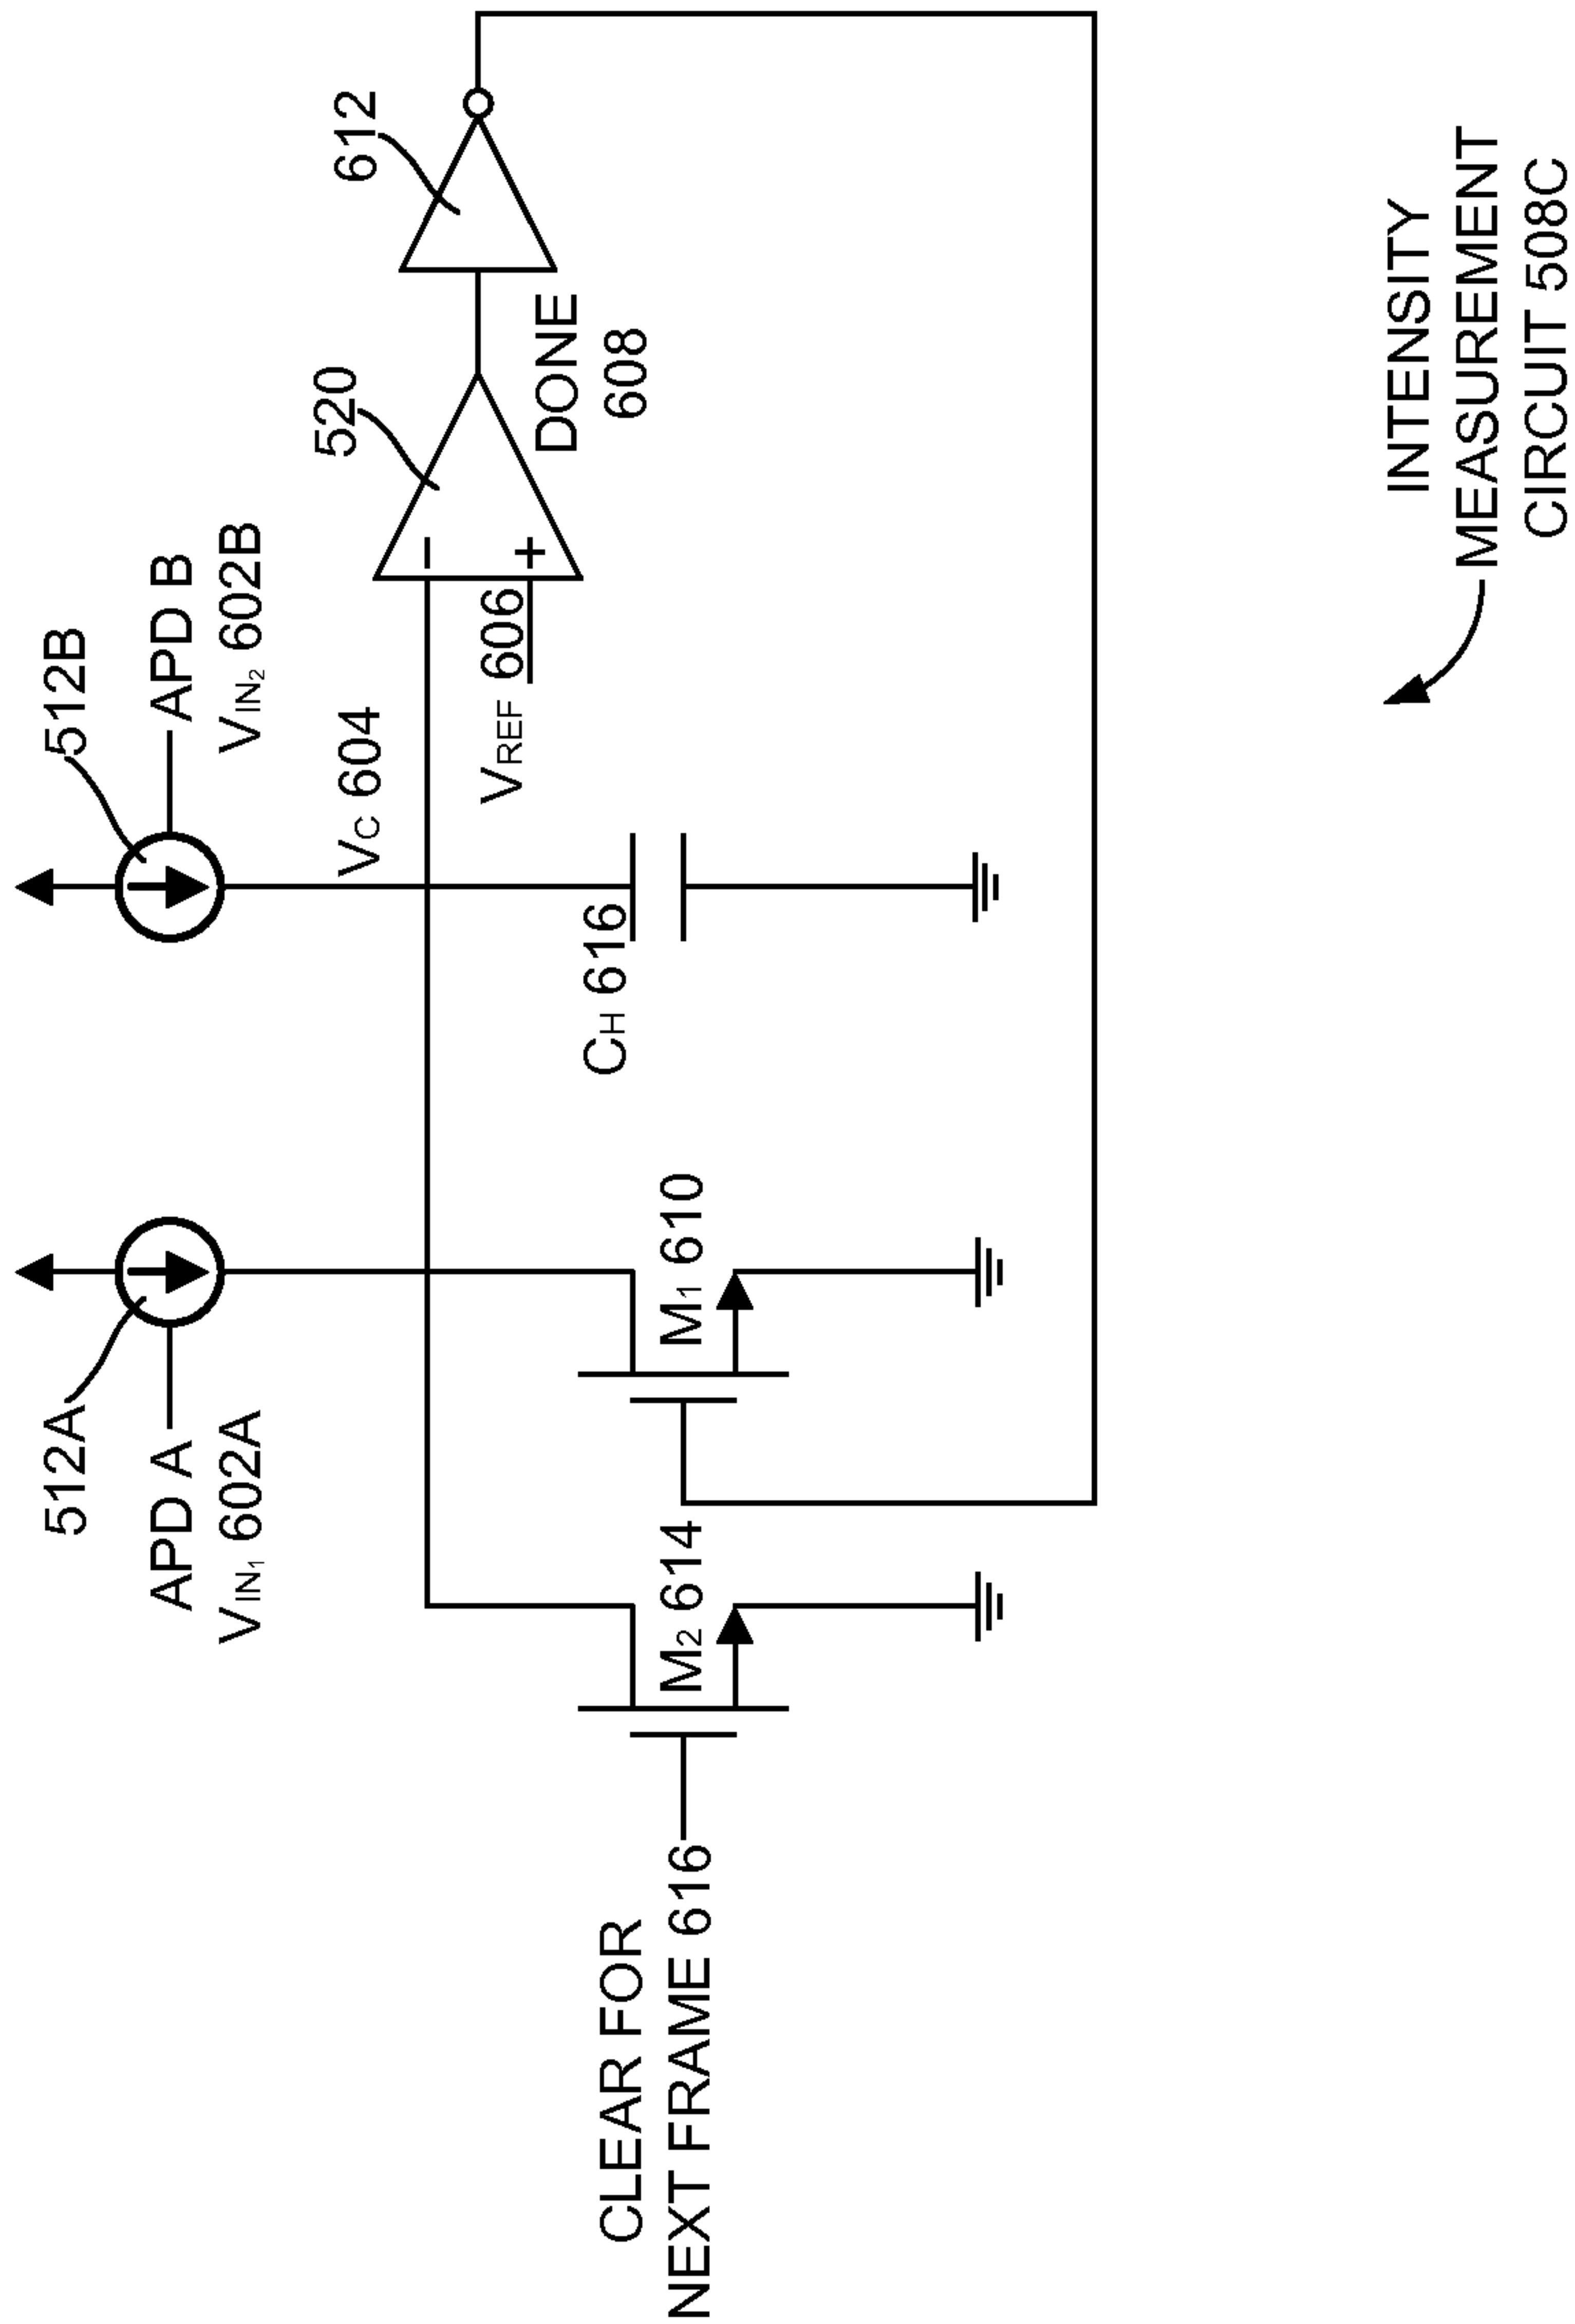 512A
APD A
VIN1 602A
512B
APD B
VIN2 602B
VC 604
VREF 606
520
612
DONE
608
CH 616
M1 610
M2 614
CLEAR FOR
NEXT FRAME 616
−
+
INTENSITY
MEASUREMENT
CIRCUIT 508C